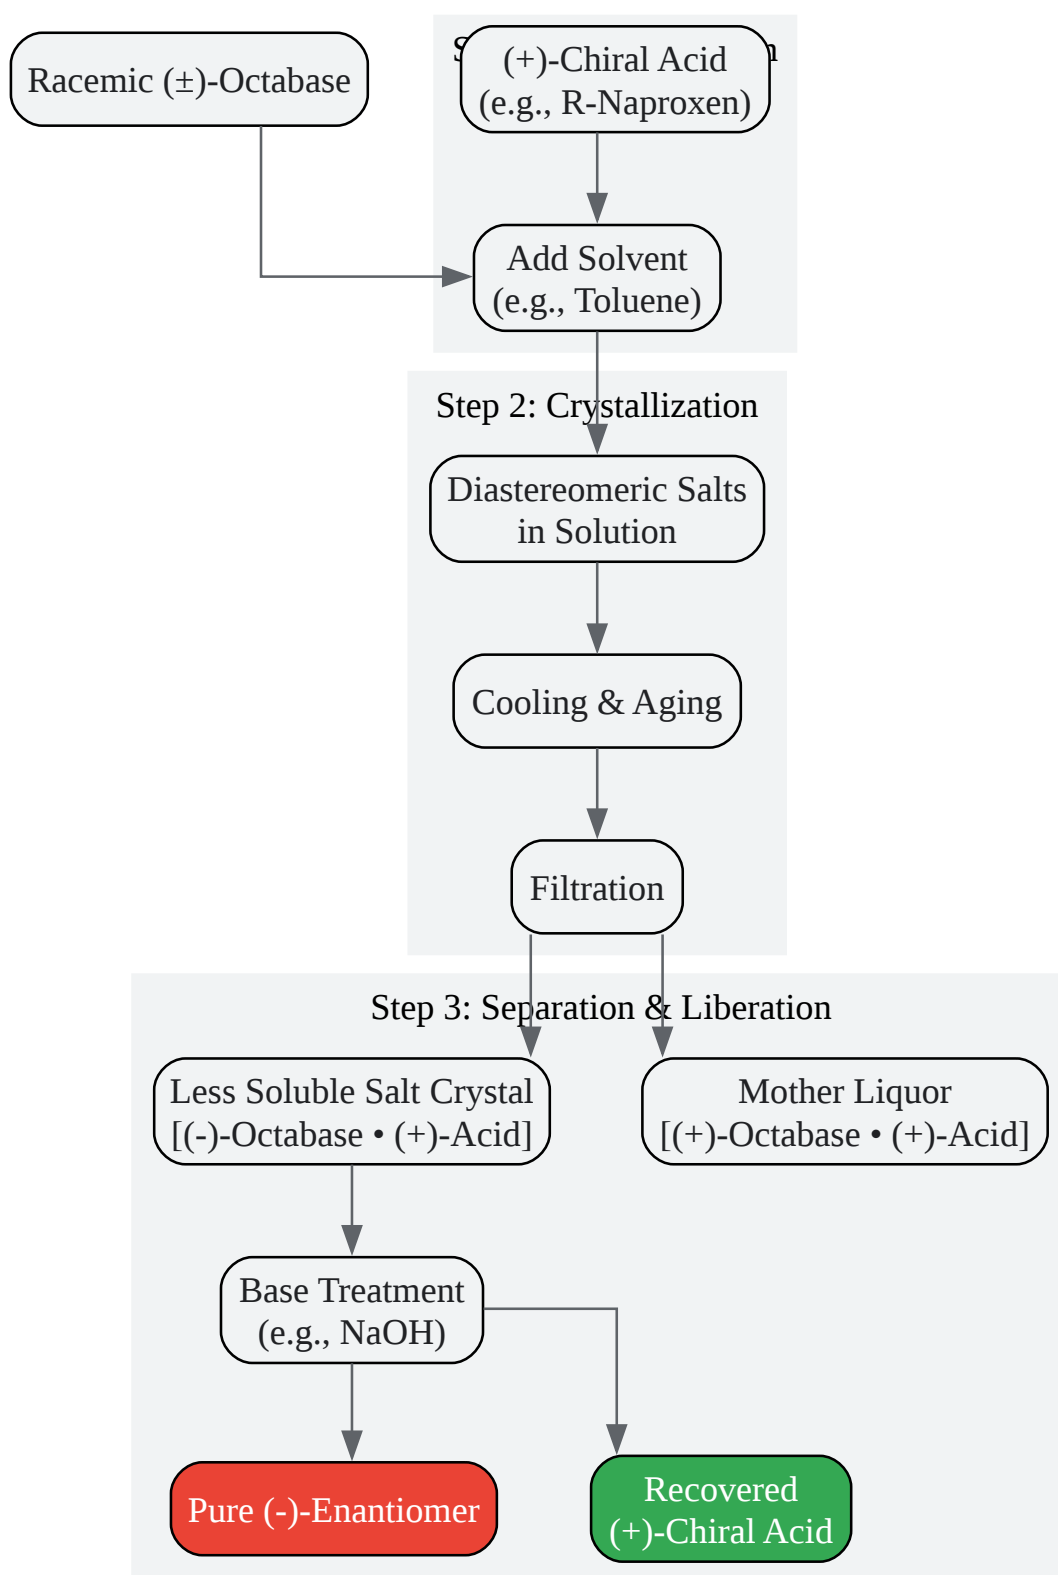 Racemic (±)-Octabase
(+)-Chiral Acid
(e.g., R-Naproxen)
Add Solvent
(e.g., Toluene)
Step 2: Crystallization
Diastereomeric Salts
in Solution
Cooling & Aging
Filtration
Step 3: Separation & Liberation
Less Soluble Salt Crystal
[(-)-Octabase • (+)-Acid]
Mother Liquor
[(+)-Octabase • (+)-Acid]
Base Treatment
(e.g., NaOH)
Pure (-)-Enantiomer
Recovered
(+)-Chiral Acid